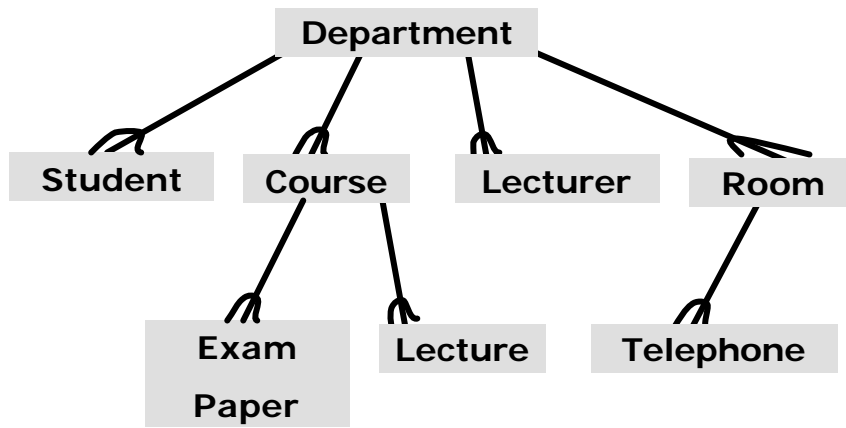 Department
Student
Course
Lecturer
Room
Exam
Paper
Lecture
Telephone